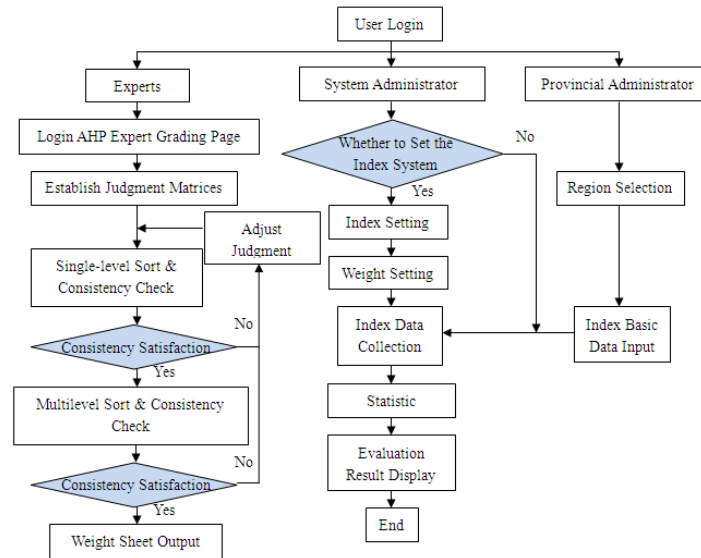 User Login
Experts
System Administrator
Provincial Administrator
Login AHP Expert Grading Page
Whether to Set the
Index System
No
Yes
Establish Judgment Matrices
Region Selection
Adjust
Judgment
Index Setting
Single-level Sort &
Consistency Check
Weight Setting
No
Index Data
Collection
Index Basic
Data Input
Consistency Satisfaction
Yes
Multilevel Sort & Consistency
Check
Statistic
No
Evaluation
Result Display
Consistency Satisfaction
Yes
End
Weight Sheet Output